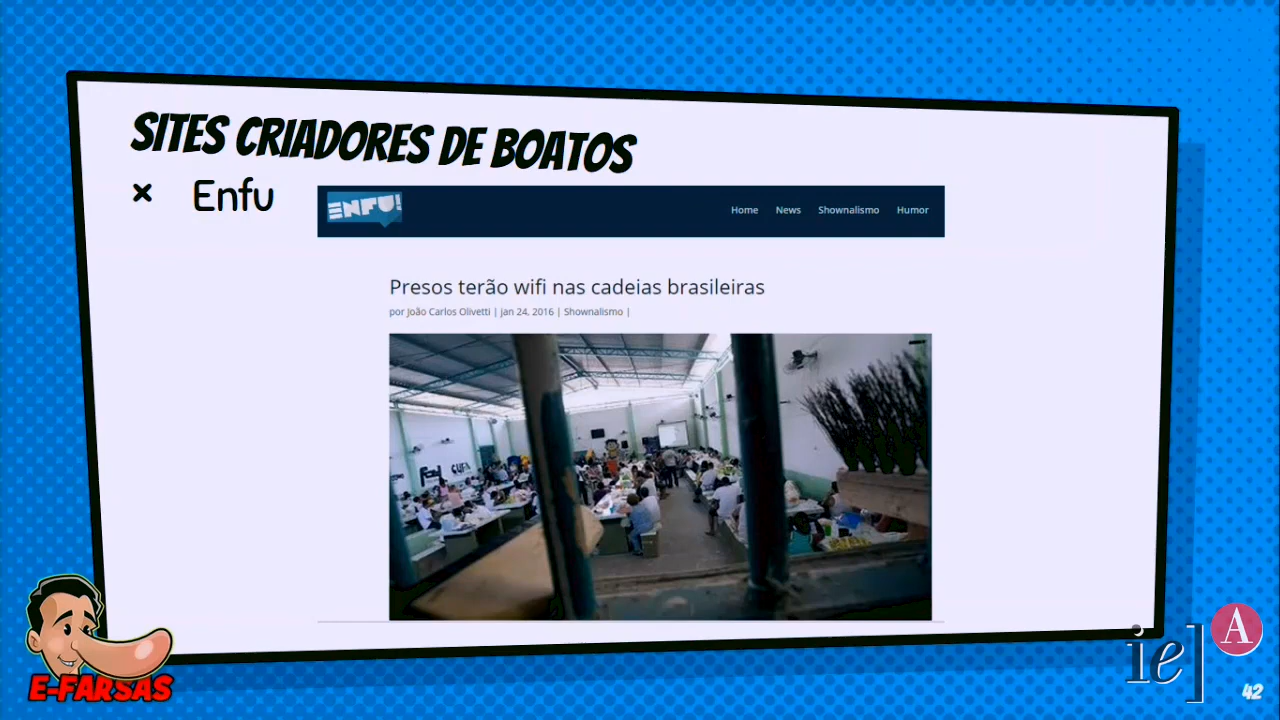 SITES CRIADORES DE BOATOS
× Enfu
ENFU!
Home News Shownalismo Humor
Presos terão wifi nas cadeias brasileiras
por João Carlos Olivetti | jan 24, 2016 | Shownalismo |
E-FARSAS
ie]
A
42